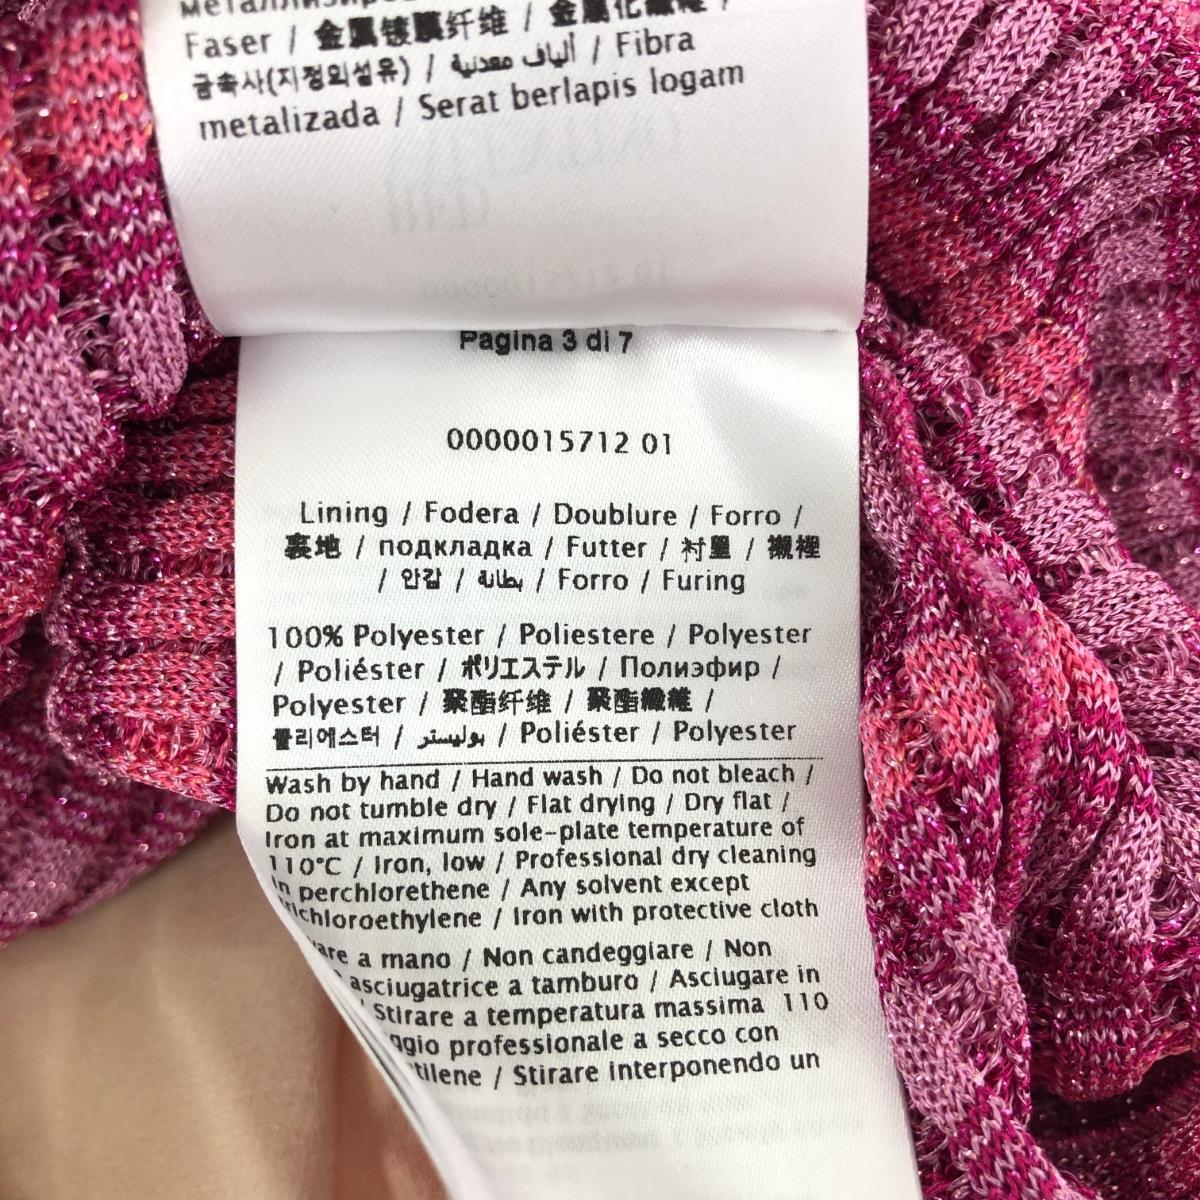 Faser / 金属镀膜纤维 / 金屬化纖維 /
금속사(지정외섬유) / ألياف معدنية / Fibra
metalizada / Serat berlapis logam
Pagina 3 di 7
0000015712 01
Lining / Fodera / Doublure / Forro /
裏地 / подкладка / Futter / 衬里 / 襯裡
/ 안감 / بطانة / Forro / Furing
100% Polyester / Poliestere / Polyester
/ Poliéster / ポリエステル / Полиэфир /
Polyester / 聚酯纤维 / 聚酯纖維 /
폴리에스터 / بوليستر / Poliéster / Polyester
Wash by hand / Hand wash / Do not bleach /
Do not tumble dry / Flat drying / Dry flat /
Iron at maximum sole-plate temperature of
110°C / Iron, low / Professional dry cleaning
in perchlorethene / Any solvent except
trichloroethylene / Iron with protective cloth
a mano / Non candeggiare / Non
asciugatrice a tamburo / Asciugare in
Stirare a temperatura massima 110
professionale a secco con
/ Stirare interponendo un